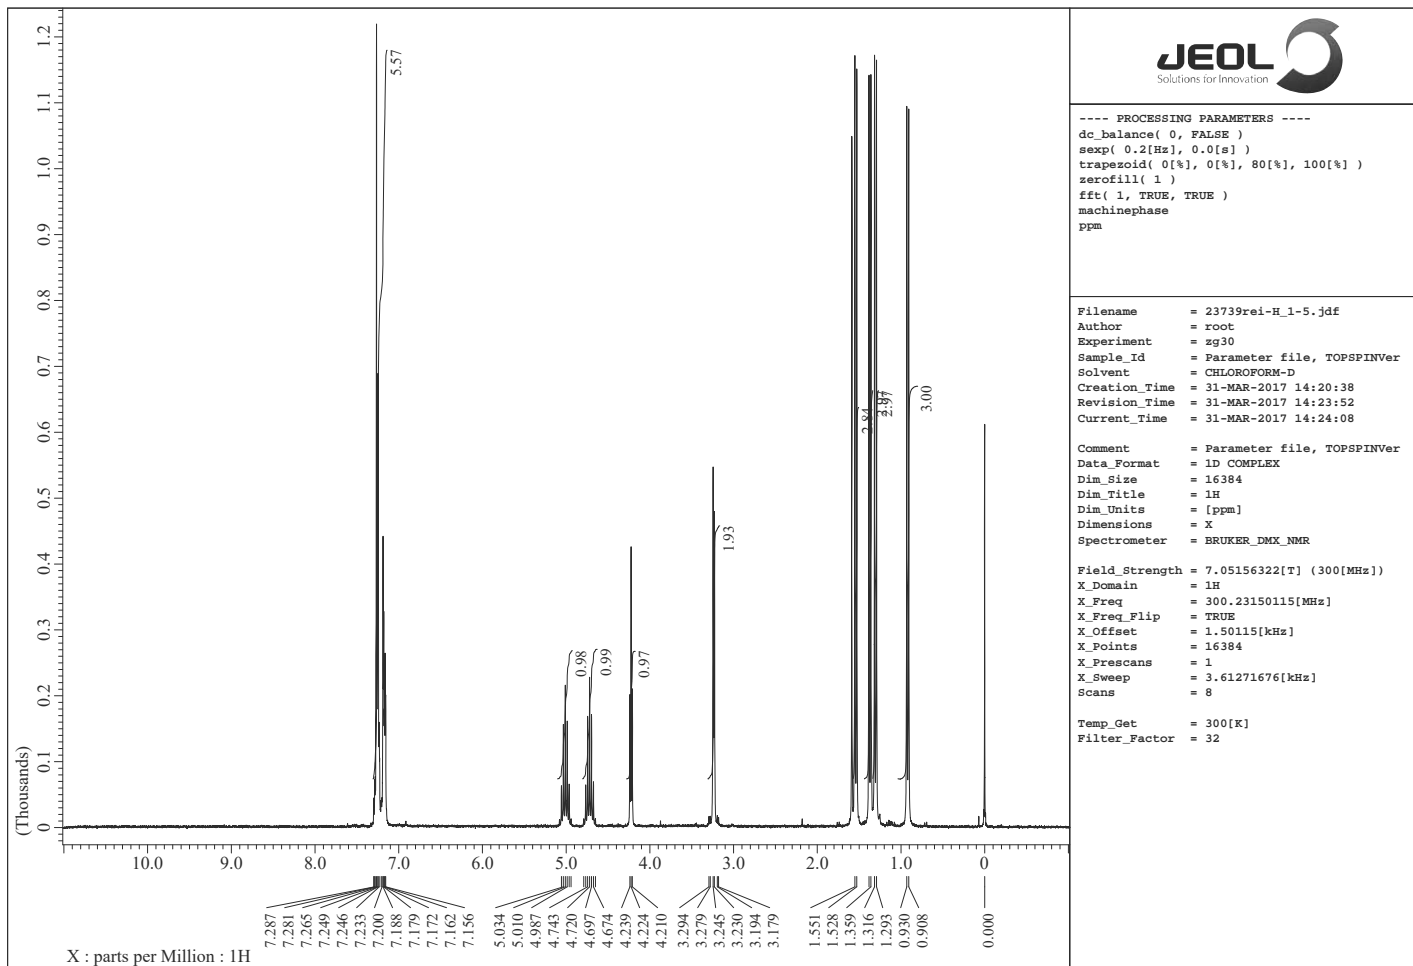 1.2
1.1
1.0
0.9
0.8
0.7
0.6
0.5
0.4
0.3
0.2
0.1
0
(Thousands)
5.57
0.98
0.99
0.97
1.93
2.84
2.97
3.00
10.0 9.0 8.0 7.0 6.0 5.0 4.0 3.0 2.0 1.0 0
7.287
7.281
7.265
7.249
7.246
7.233
7.200
7.188
7.179
7.172
7.162
7.156
5.034
5.010
4.987
4.743
4.720
4.697
4.674
4.239
4.224
4.210
3.294
3.279
3.245
3.230
3.194
3.179
1.551
1.528
1.359
1.316
1.293
0.930
0.908
0.000
X : parts per Million : 1H
JEOL
Solutions for Innovation
---- PROCESSING PARAMETERS ----
dc_balance( 0, FALSE )
sexp( 0.2[Hz], 0.0[s] )
trapezoid( 0[%], 0[%], 80[%], 100[%] )
zerofill( 1 )
fft( 1, TRUE, TRUE )
machinephase
ppm
Filename = 23739rei-H_1-5.jdf
Author = root
Experiment = zg30
Sample_Id = Parameter file, TOPSPINVer
Solvent = CHLOROFORM-D
Creation_Time = 31-MAR-2017 14:20:38
Revision_Time = 31-MAR-2017 14:23:52
Current_Time = 31-MAR-2017 14:24:08
Comment = Parameter file, TOPSPINVer
Data_Format = 1D COMPLEX
Dim_Size = 16384
Dim_Title = 1H
Dim_Units = [ppm]
Dimensions = X
Spectrometer = BRUKER_DMX_NMR
Field_Strength = 7.05156322[T] (300[MHz])
X_Domain = 1H
X_Freq = 300.23150115[MHz]
X_Freq_Flip = TRUE
X_Offset = 1.50115[kHz]
X_Points = 16384
X_Prescans = 1
X_Sweep = 3.61271676[kHz]
Scans = 8
Temp_Get = 300[K]
Filter_Factor = 32